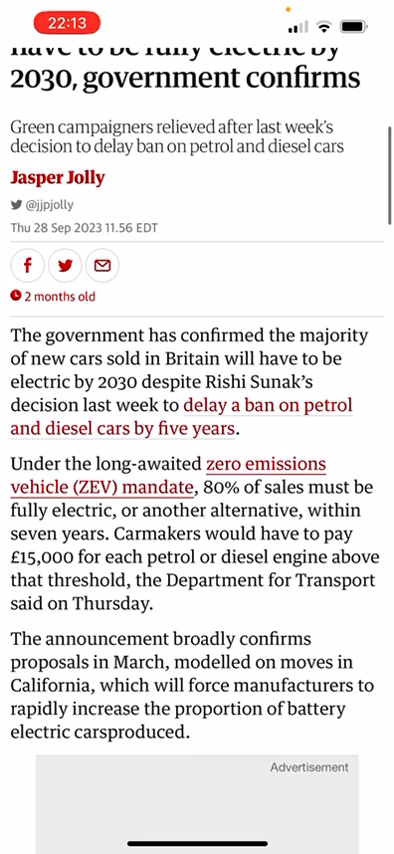 22:13
have to be fully electric by
2030, government confirms
Green campaigners relieved after last week's
decision to delay ban on petrol and diesel cars
Jasper Jolly
@jjpjolly
Thu 28 Sep 2023 11.56 EDT
2 months old
The government has confirmed the majority
of new cars sold in Britain will have to be
electric by 2030 despite Rishi Sunak's
decision last week to delay a ban on petrol
and diesel cars by five years.
Under the long-awaited zero emissions
vehicle (ZEV) mandate, 80% of sales must be
fully electric, or another alternative, within
seven years. Carmakers would have to pay
£15,000 for each petrol or diesel engine above
that threshold, the Department for Transport
said on Thursday.
The announcement broadly confirms
proposals in March, modelled on moves in
California, which will force manufacturers to
rapidly increase the proportion of battery
electric carsproduced.
Advertisement